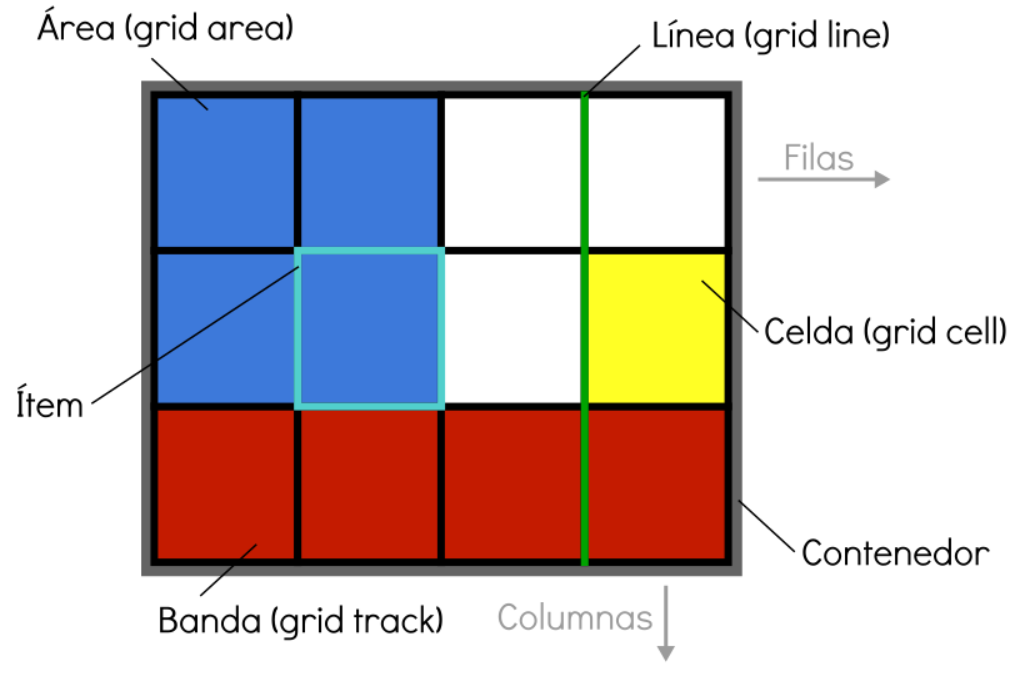 Área (grid area)
Línea (grid line)
Filas
Celda (grid cell)
Ítem
Contenedor
Banda (grid track)
Columnas